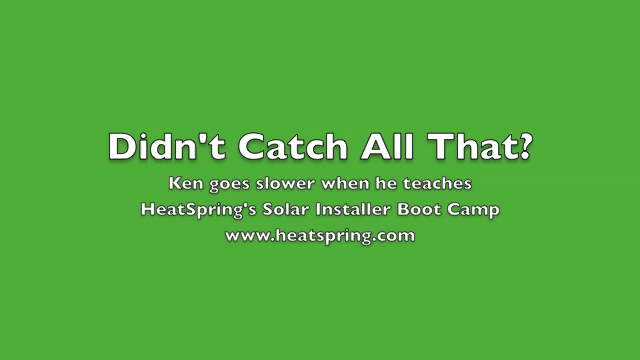 Didn't Catch All That?
Ken goes slower when he teaches
HeatSpring's Solar Installer Boot Camp
www.heatspring.com